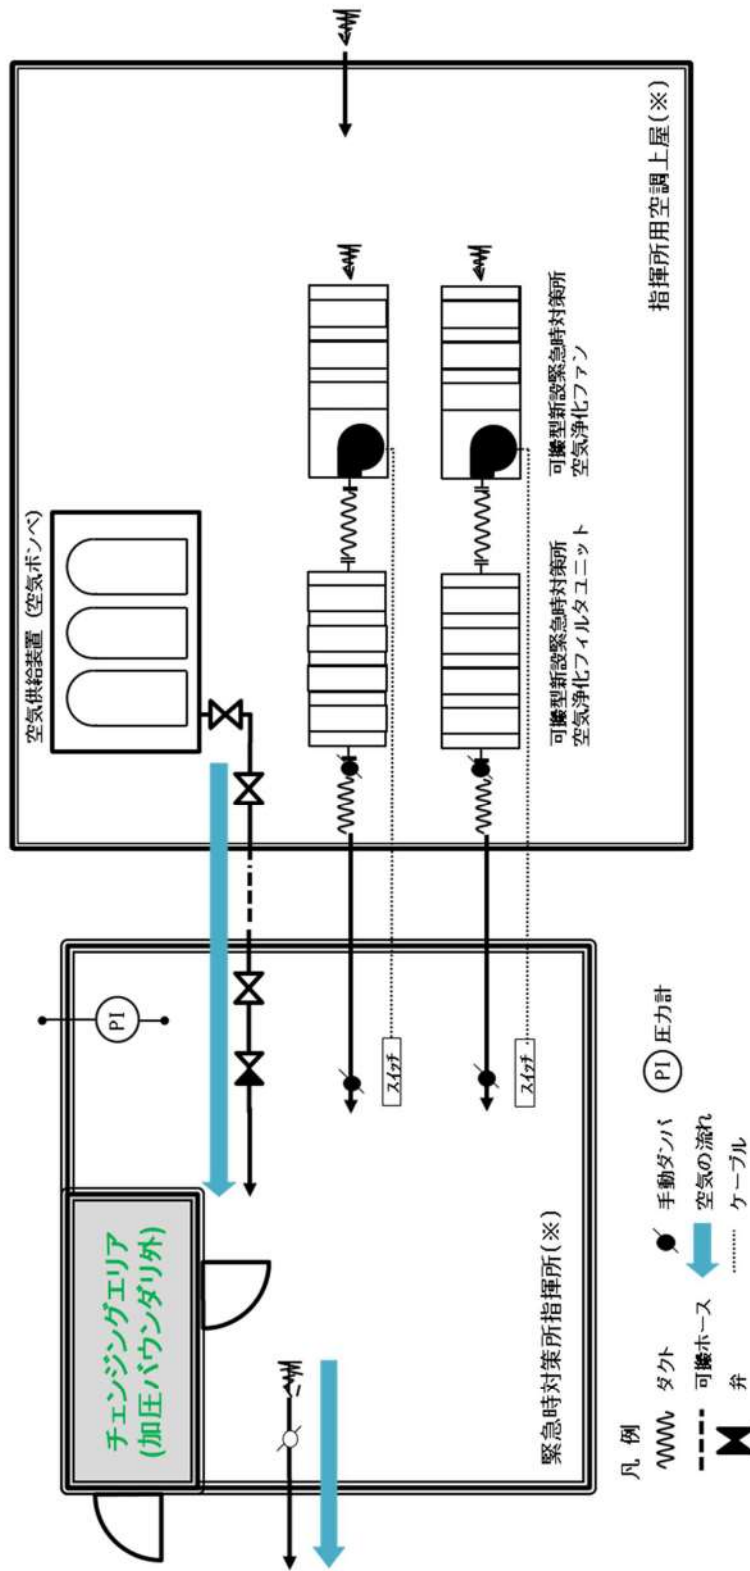 空気供給装置（空気ボンベ）
可搬型新設緊急時対策所
空気浄化フィルタユニット
可搬型新設緊急時対策所
空気浄化ファン
指揮所用空調上屋(※)
チェンジングエリア
(加圧バウンダリ外)
PI
スイッチ
スイッチ
緊急時対策所指揮所(※)
凡 例
ダクト
手動ダンパ
PI 圧力計
可搬ホース
空気の流れ
弁
ケーブル